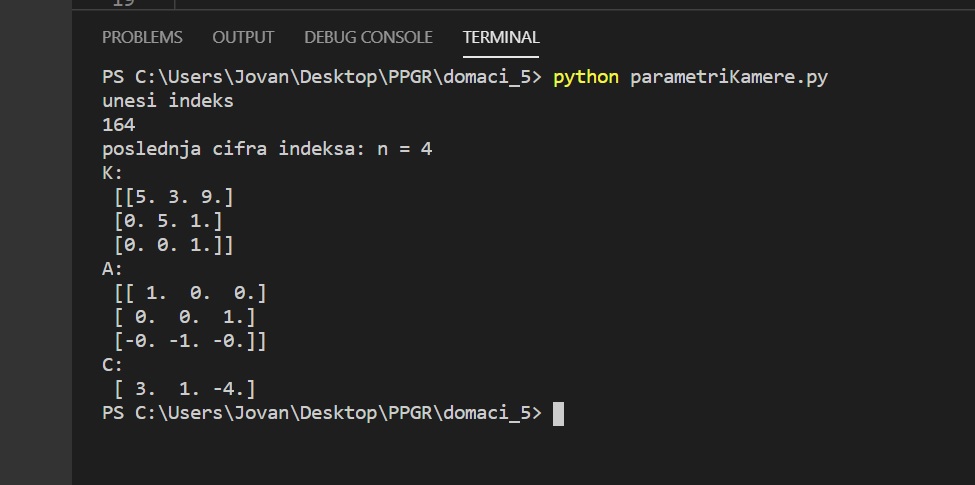 19
PROBLEMS OUTPUT DEBUG CONSOLE TERMINAL
PS C:\Users\Jovan\Desktop\PPGR\domaci_5> python parametriKamere.py
unesi indeks
164
poslednja cifra indeksa: n = 4
K:
[[5. 3. 9.]
[0. 5. 1.]
[0. 0. 1.]]
A:
[[ 1. 0. 0.]
[ 0. 0. 1.]
[-0. -1. -0.]]
C:
[ 3. 1. -4.]
PS C:\Users\Jovan\Desktop\PPGR\domaci_5>